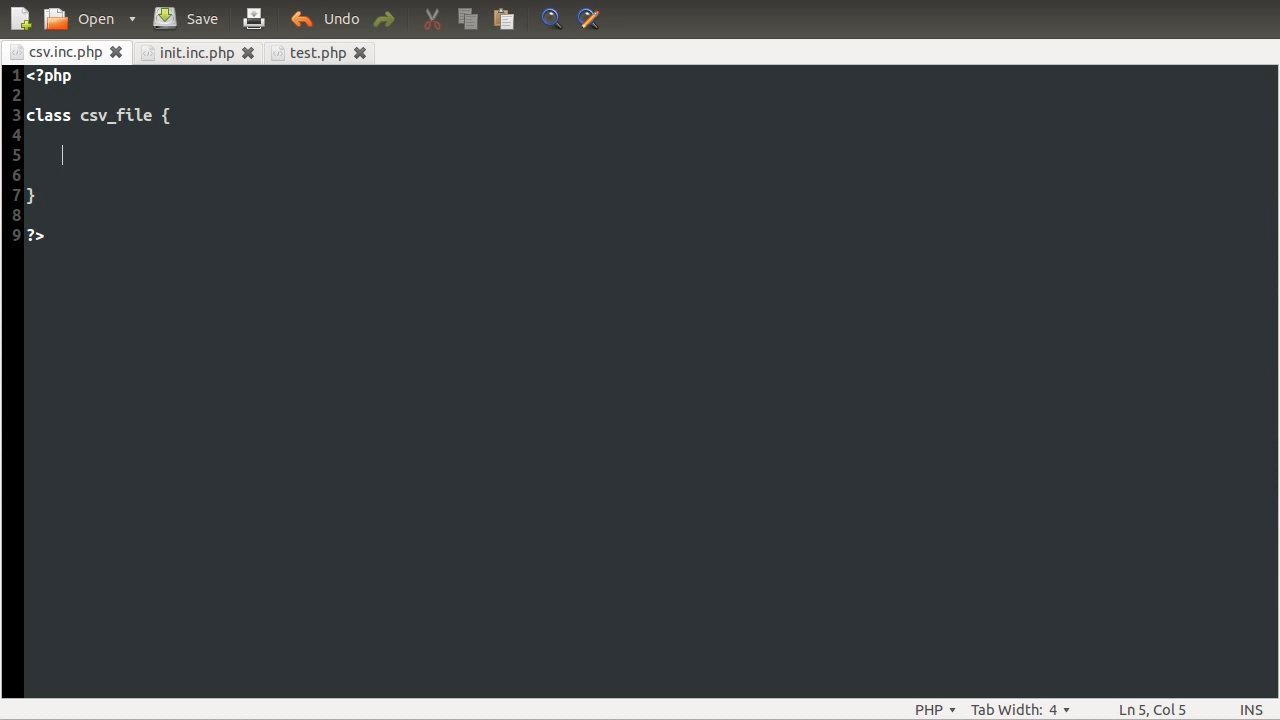 Open Save Undo
csv.inc.php init.inc.php test.php
1 <?php
2
3 class csv_file {
4
5
6
7 }
8
9 ?>
PHP Tab Width: 4 Ln 5, Col 5 INS